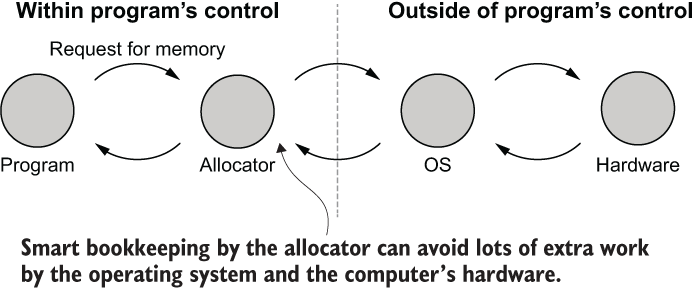 Within program’s control
Outside of program’s control
Request for memory
Program
Allocator
OS
Hardware
Smart bookkeeping by the allocator can avoid lots of extra work
by the operating system and the computer’s hardware.